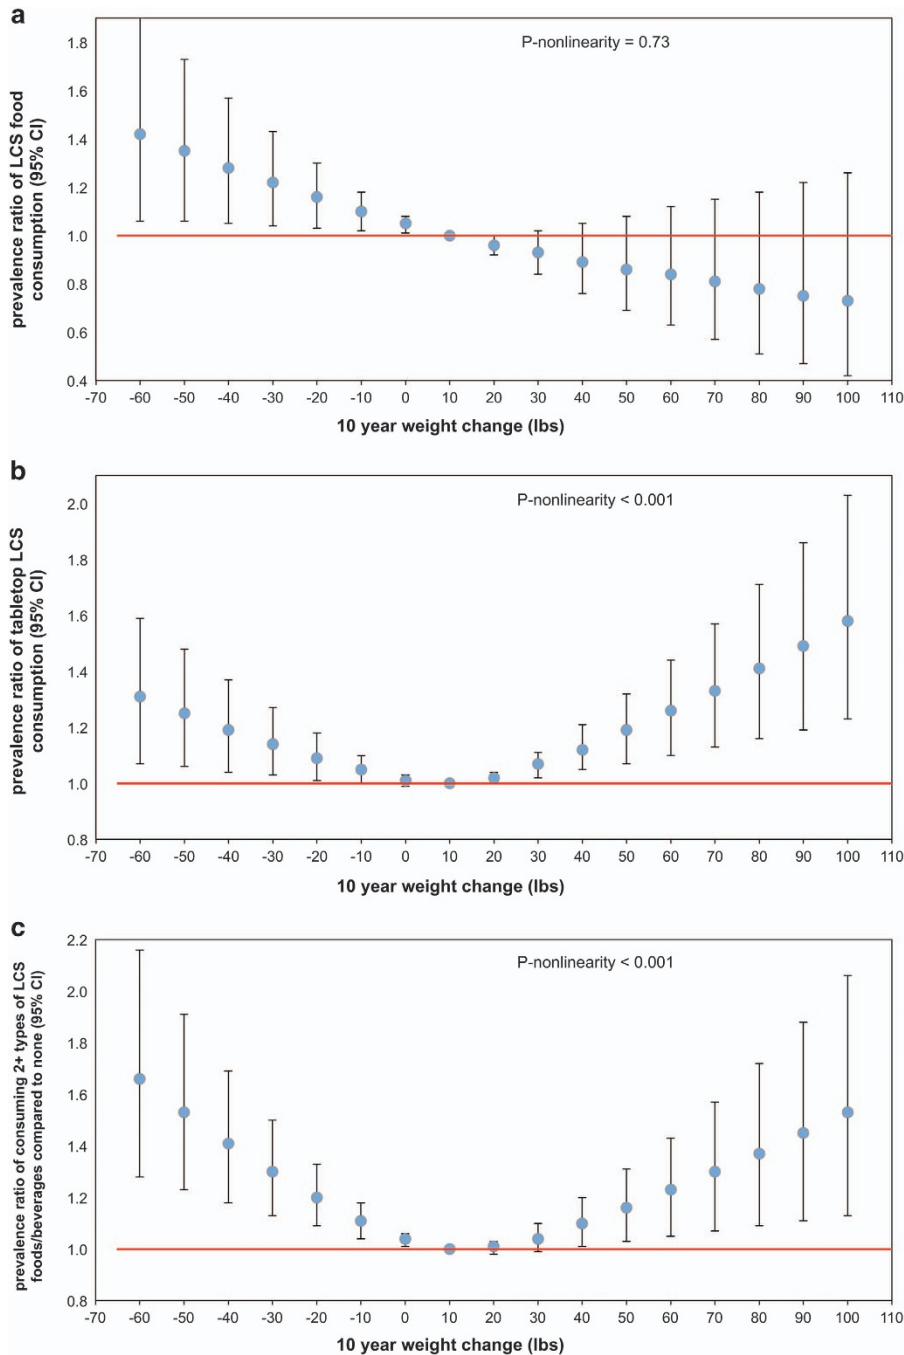 a
P-nonlinearity = 0.73
prevalence ratio of LCS food
consumption (95% CI)
1.8
1.6
1.4
1.2
1.0
0.8
0.6
0.4
-70 -60 -50 -40 -30 -20 -10 0 10 20 30 40 50 60 70 80 90 100 110
10 year weight change (lbs)
b
P-nonlinearity < 0.001
prevalence ratio of tabletop LCS
consumption (95% CI)
2.0
1.8
1.6
1.4
1.2
1.0
0.8
-70 -60 -50 -40 -30 -20 -10 0 10 20 30 40 50 60 70 80 90 100 110
10 year weight change (lbs)
c
P-nonlinearity < 0.001
prevalence ratio of consuming 2+ types of LCS
foods/beverages compared to none (95% CI)
2.2
2.0
1.8
1.6
1.4
1.2
1.0
0.8
-70 -60 -50 -40 -30 -20 -10 0 10 20 30 40 50 60 70 80 90 100 110
10 year weight change (lbs)